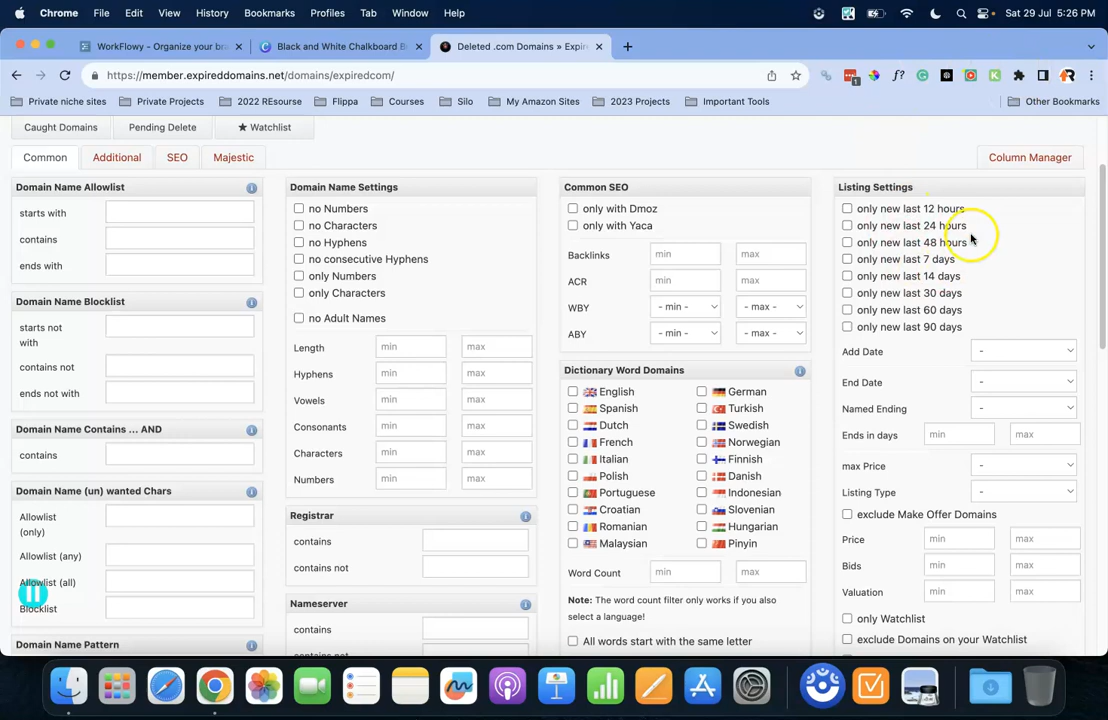 Chrome File Edit View History Bookmarks Profiles Tab Window Help Sat 29 Jul 5:26 PM
WorkFlowy - Organize your bra Black and White Chalkboard B Deleted .com Domains » Expire
https://member.expireddomains.net/domains/expiredcom/
Private niche sites Private Projects 2022 REsourse Flippa Courses Silo My Amazon Sites 2023 Projects Important Tools Other Bookmarks
Caught Domains Pending Delete ★ Watchlist
Common Additional SEO Majestic Column Manager
Domain Name Allowlist
starts with
contains
ends with
Domain Name Blocklist
starts not
with
contains not
ends not with
Domain Name Contains ... AND
contains
Domain Name (un) wanted Chars
Allowlist
(only)
Allowlist (any)
Allowlist (all)
Blocklist
Domain Name Pattern
Domain Name Settings
no Numbers
no Characters
no Hyphens
no consecutive Hyphens
only Numbers
only Characters
no Adult Names
Length min max
Hyphens min max
Vowels min max
Consonants min max
Characters min max
Numbers min max
Registrar
contains
contains not
Nameserver
contains
Common SEO
only with Dmoz
only with Yaca
Backlinks min max
ACR min max
WBY - min - - max -
ABY - min - - max -
Dictionary Word Domains
English German
Spanish Turkish
Dutch Swedish
French Norwegian
Italian Finnish
Polish Danish
Portuguese Indonesian
Croatian Slovenian
Romanian Hungarian
Malaysian Pinyin
Word Count min max
Note: The word count filter only works if you also
select a language!
All words start with the same letter
Listing Settings
only new last 12 hours
only new last 24 hours
only new last 48 hours
only new last 7 days
only new last 14 days
only new last 30 days
only new last 60 days
only new last 90 days
Add Date -
End Date -
Named Ending -
Ends in days min max
max Price -
Listing Type -
exclude Make Offer Domains
Price min max
Bids min max
Valuation min max
only Watchlist
exclude Domains on your Watchlist